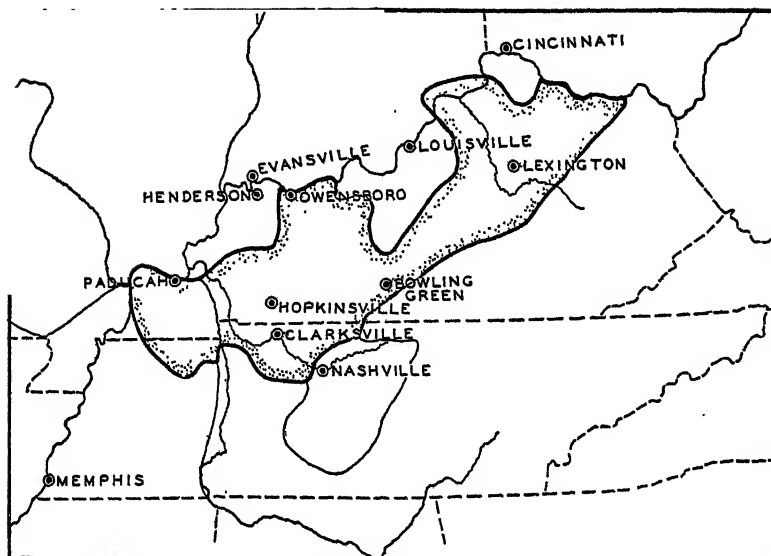 CINCINNATI
LOUISVILLE
EVANSVILLE
LEXINGTON
HENDERSON
OWENSBORO
PADUCAH
BOWLING
GREEN
HOPKINSVILLE
CLARKSVILLE
NASHVILLE
MEMPHIS